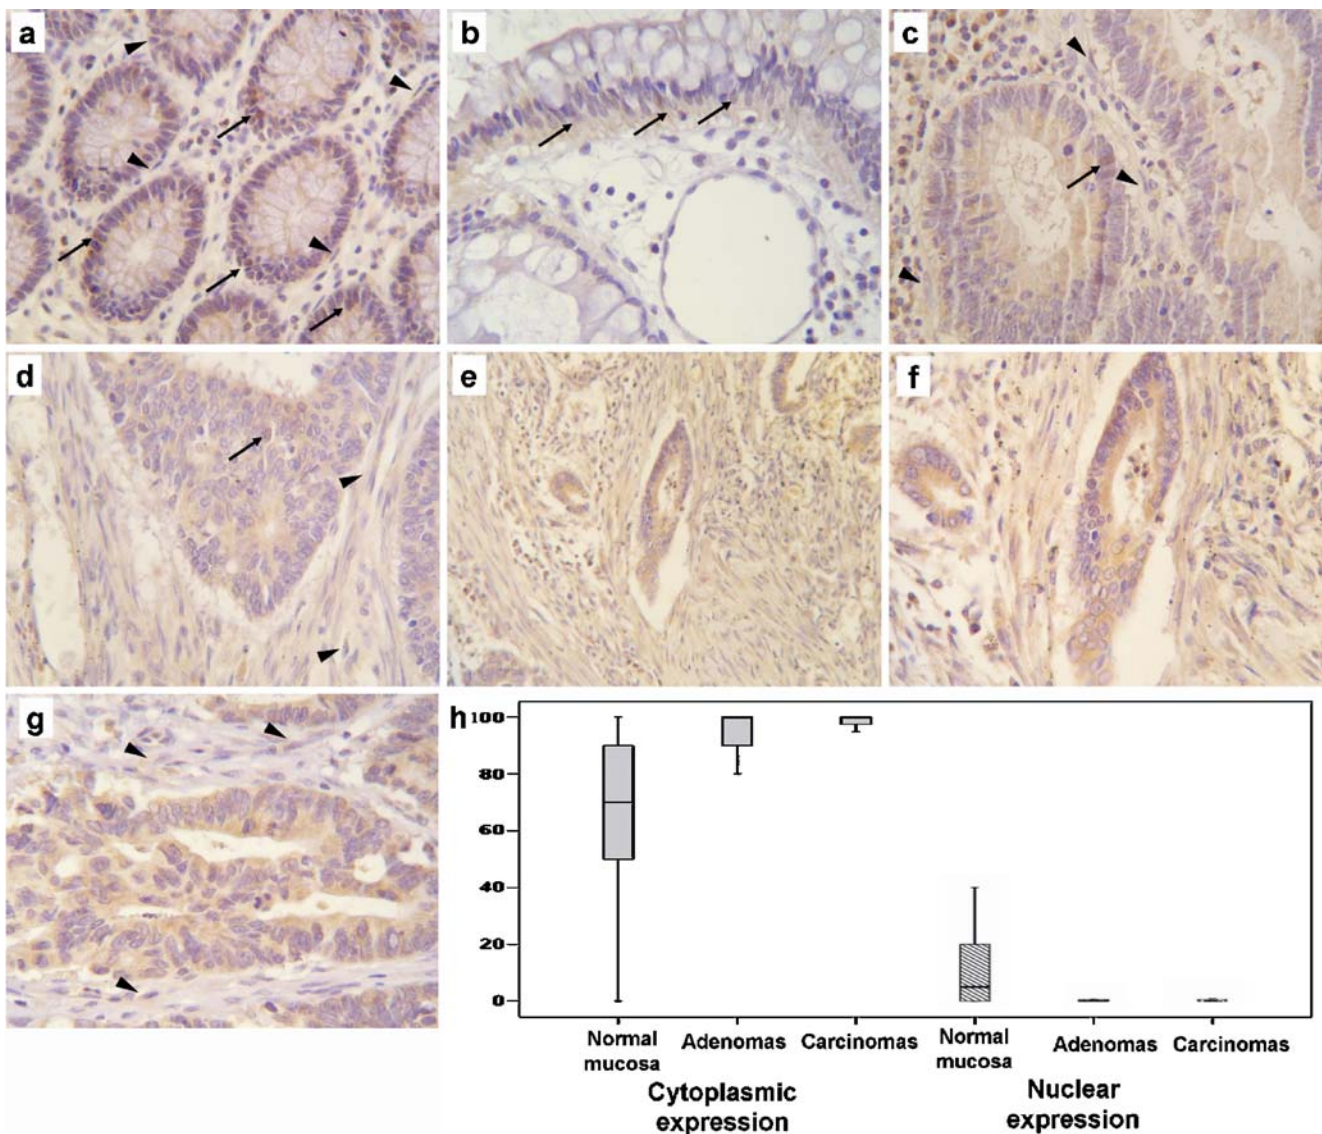 a
b
c
d
e
f
g
h
100
80
60
40
20
0
Normal mucosa
Adenomas
Carcinomas
Normal mucosa
Adenomas
Carcinomas
Cytoplasmic expression
Nuclear expression